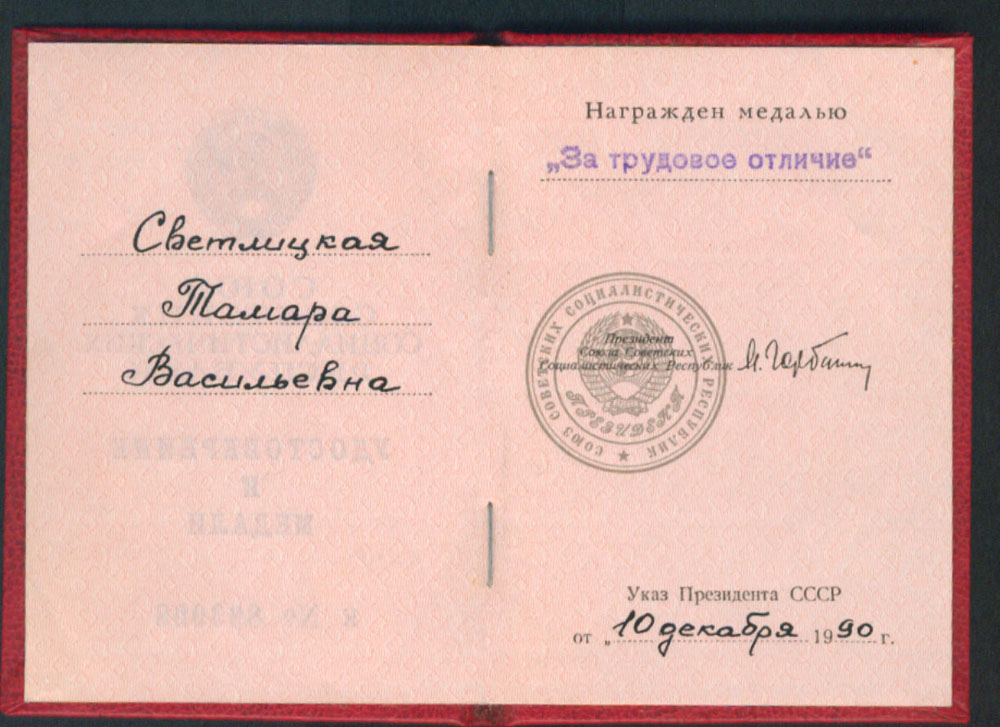 Светлицкая
Тамара
Васильевна
Награжден медалью
„За трудовое отличие“
СОЮЗ СОВЕТСКИХ СОЦИАЛИСТИЧЕСКИХ РЕСПУБЛИК
ПРЕЗИДЕНТ
Президент
Союза Советских
Социалистических Республик М. Горбачев
Указ Президента СССР
от „10 декабря 1990 г.